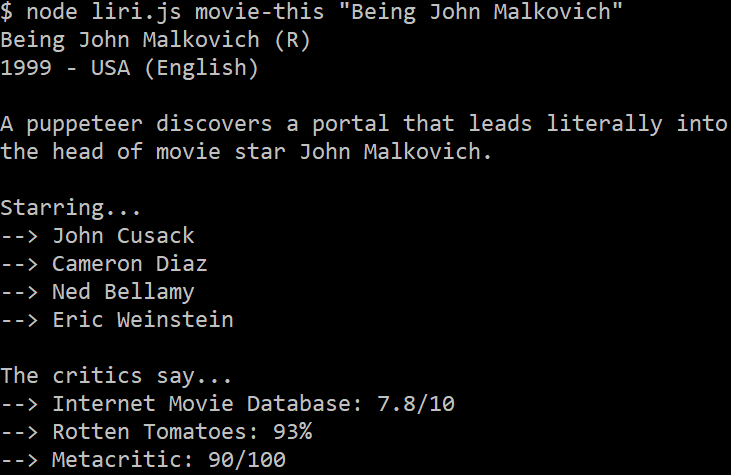 $ node liri.js movie-this "Being John Malkovich"
Being John Malkovich (R)
1999 - USA (English)
A puppeteer discovers a portal that leads literally into
the head of movie star John Malkovich.
Starring...
--> John Cusack
--> Cameron Diaz
--> Ned Bellamy
--> Eric Weinstein
The critics say...
--> Internet Movie Database: 7.8/10
--> Rotten Tomatoes: 93%
--> Metacritic: 90/100